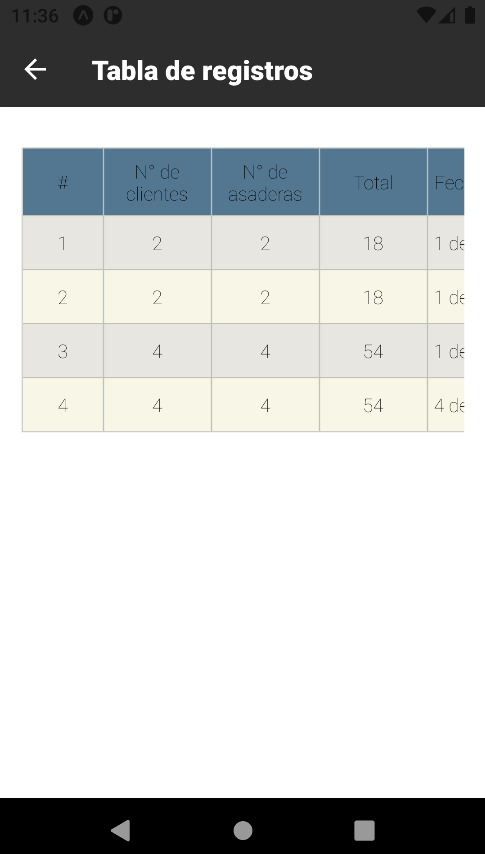 11:36
Tabla de registros
# N° de clientes N° de asaderas Total Fec
1 2 2 18 1 de
2 2 2 18 1 de
3 4 4 54 1 de
4 4 4 54 4 de